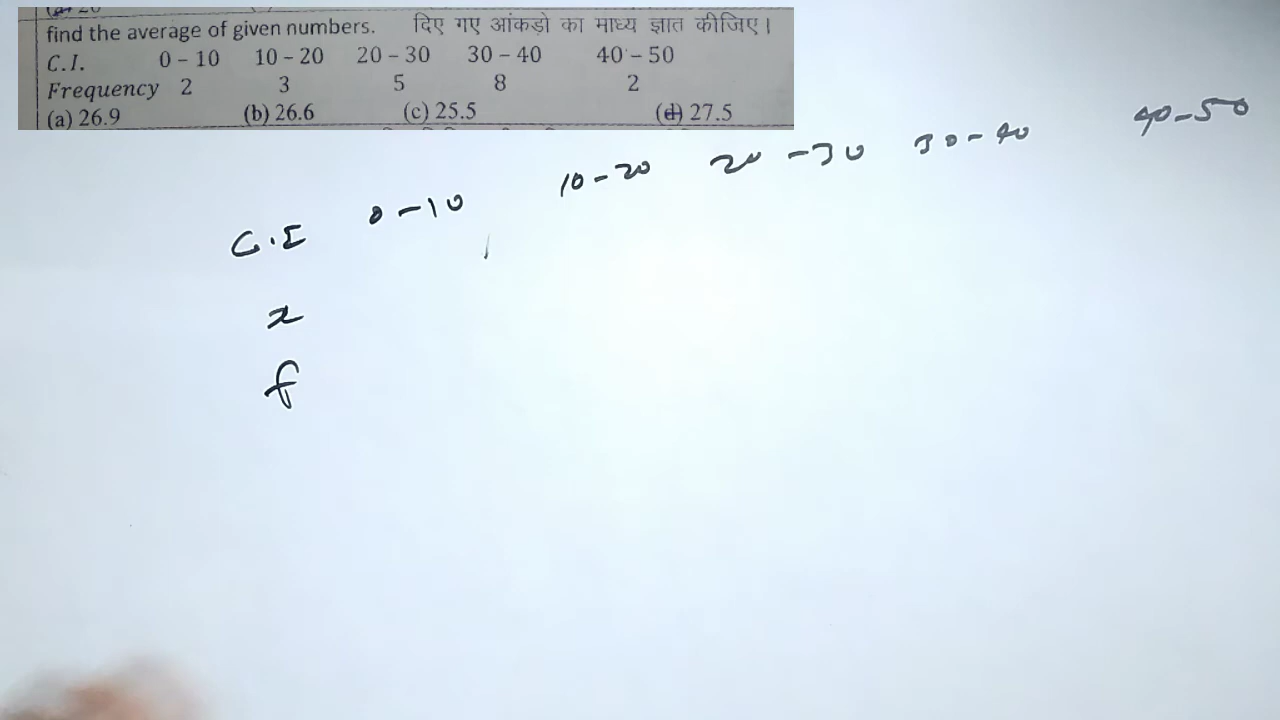 find the average of given numbers. दिए गए आंकड़ो का माध्य ज्ञात कीजिए।
C.I. 0 – 10 10 – 20 20 – 30 30 – 40 40 – 50
Frequency 2 3 5 8 2
(a) 26.9 (b) 26.6 (c) 25.5 (d) 27.5
C.I 0-10 10-20 20-30 30-40 40-50
x
f